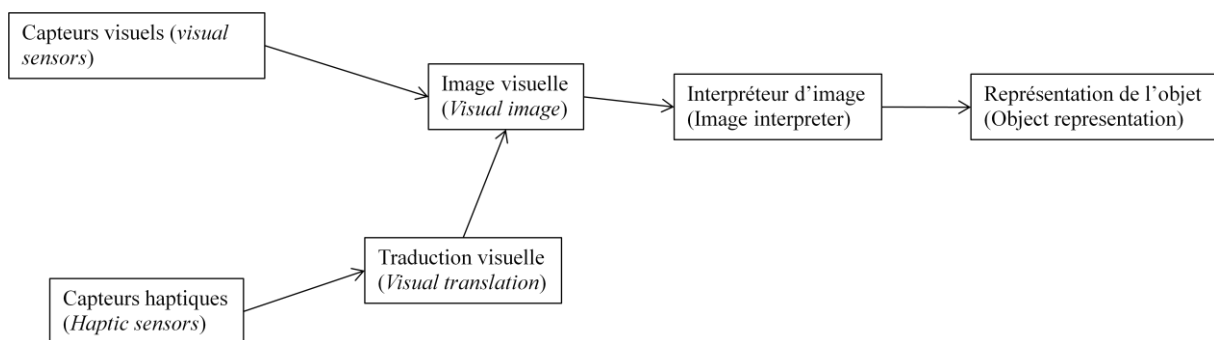 Capteurs visuels (visual
sensors)
Image visuelle
(Visual image)
Interpréteur d’image
(Image interpreter)
Représentation de l’objet
(Object representation)
Traduction visuelle
(Visual translation)
Capteurs haptiques
(Haptic sensors)